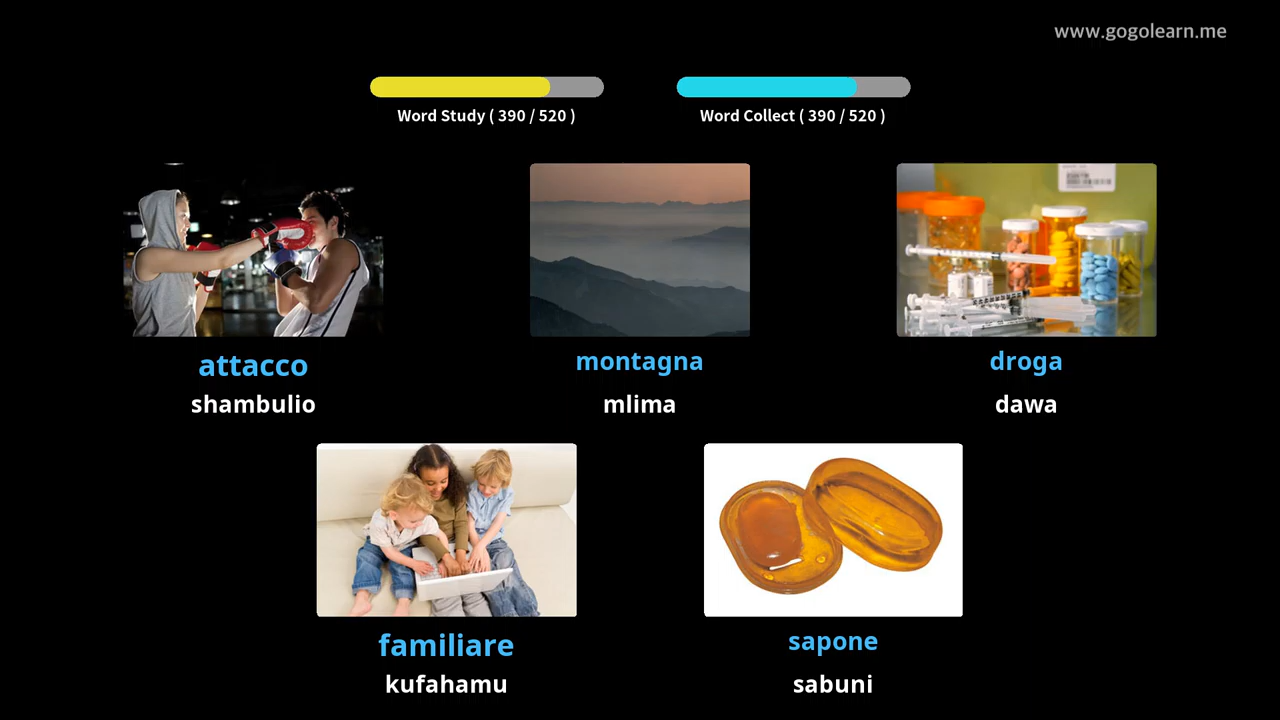 www.gogolearn.me
Word Study ( 390 / 520 )
Word Collect ( 390 / 520 )
attacco
shambulio
montagna
mlima
droga
dawa
familiare
kufahamu
sapone
sabuni